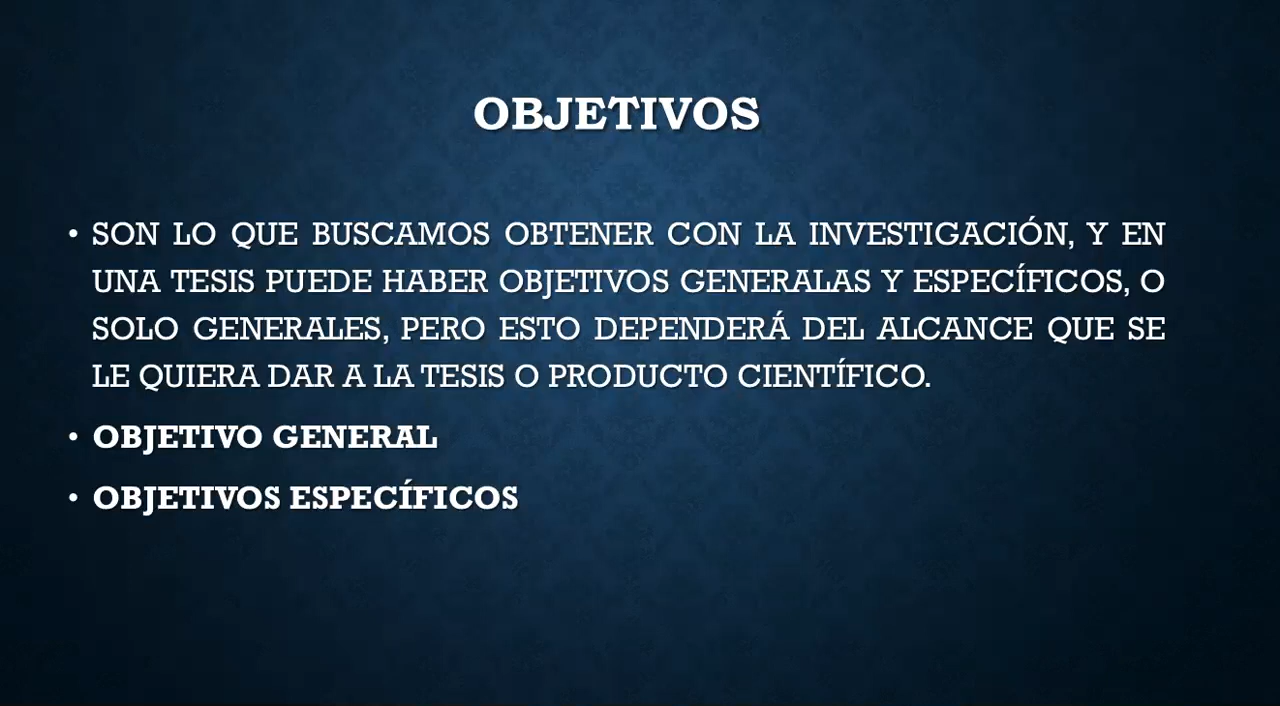 OBJETIVOS
• SON LO QUE BUSCAMOS OBTENER CON LA INVESTIGACIÓN, Y EN
UNA TESIS PUEDE HABER OBJETIVOS GENERALAS Y ESPECÍFICOS, O
SOLO GENERALES, PERO ESTO DEPENDERÁ DEL ALCANCE QUE SE
LE QUIERA DAR A LA TESIS O PRODUCTO CIENTÍFICO.
• OBJETIVO GENERAL
• OBJETIVOS ESPECÍFICOS